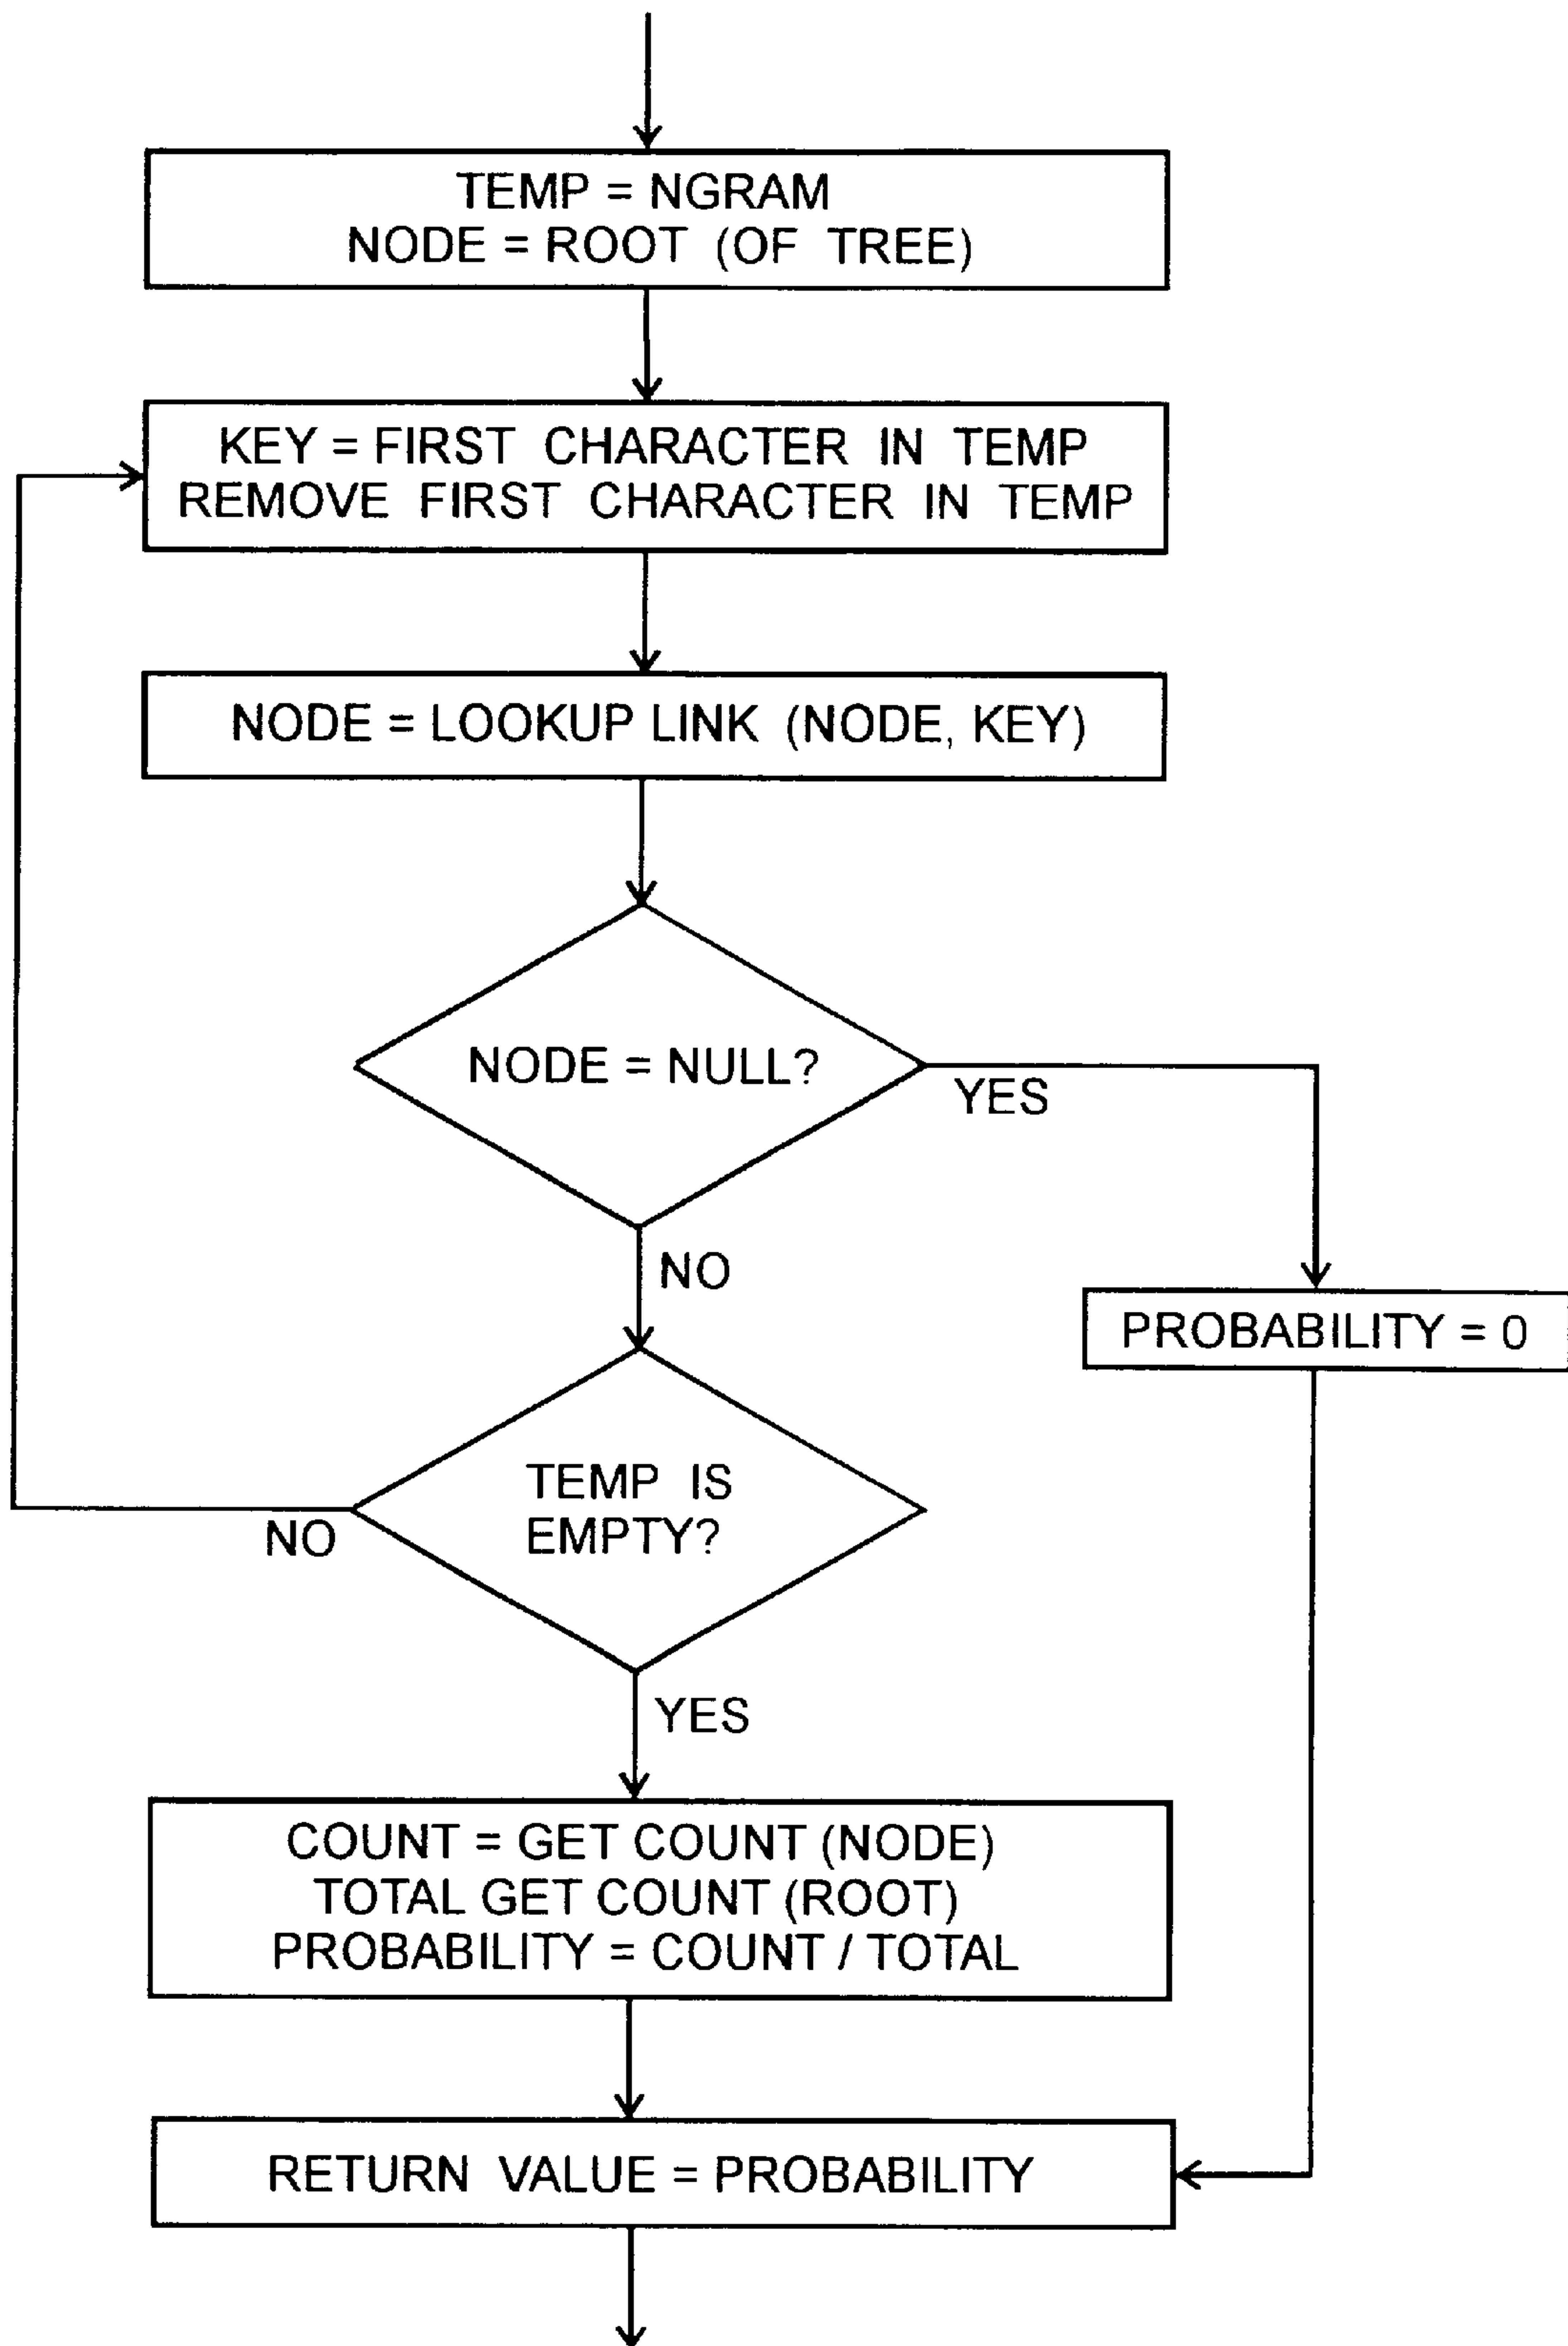 TEMP = NGRAM
NODE = ROOT (OF TREE)
KEY = FIRST CHARACTER IN TEMP
REMOVE FIRST CHARACTER IN TEMP
NODE = LOOKUP LINK (NODE, KEY)
NODE = NULL?
YES
NO
PROBABILITY = 0
TEMP IS
EMPTY?
NO
YES
COUNT = GET COUNT (NODE)
TOTAL GET COUNT (ROOT)
PROBABILITY = COUNT / TOTAL
RETURN VALUE = PROBABILITY